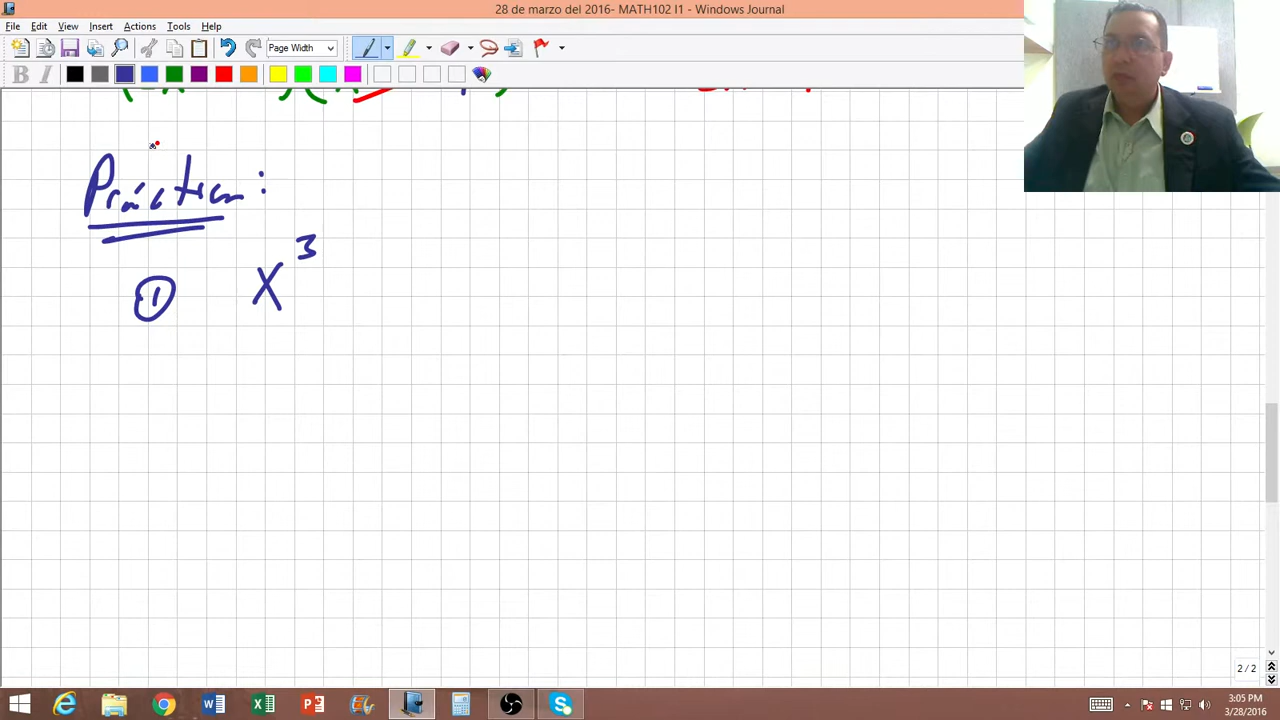 28 de marzo del 2016- MATH102 I1 - Windows Journal
File Edit View Insert Actions Tools Help
Page Width
B I
Práctica:
① X³
2 / 2
3:05 PM
3/28/2016